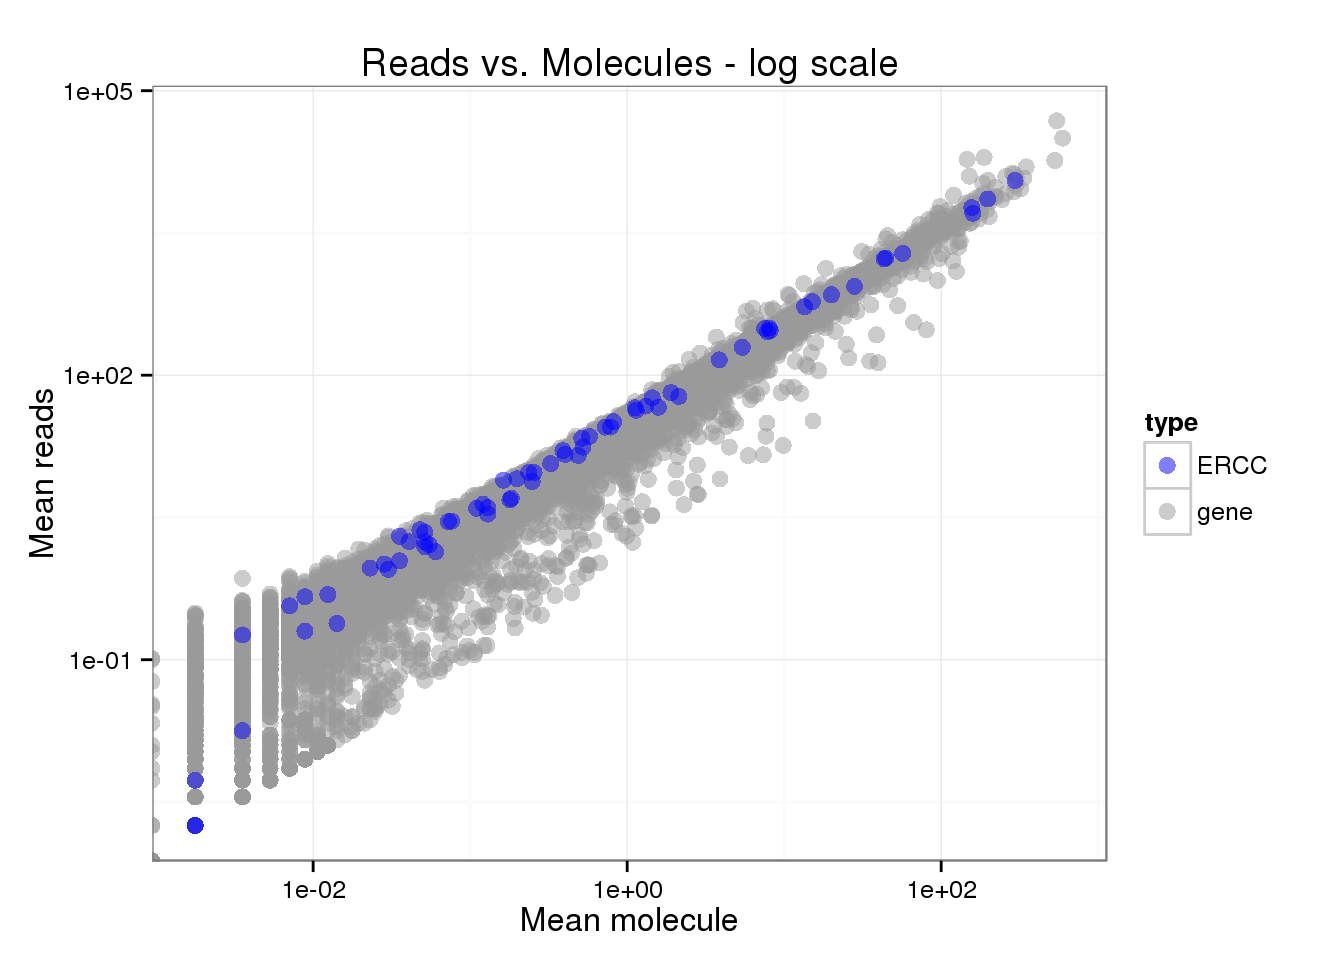 Reads vs. Molecules - log scale
1e+05
1e+02
1e-01
Mean reads
1e-02
1e+00
1e+02
Mean molecule
type
ERCC
gene